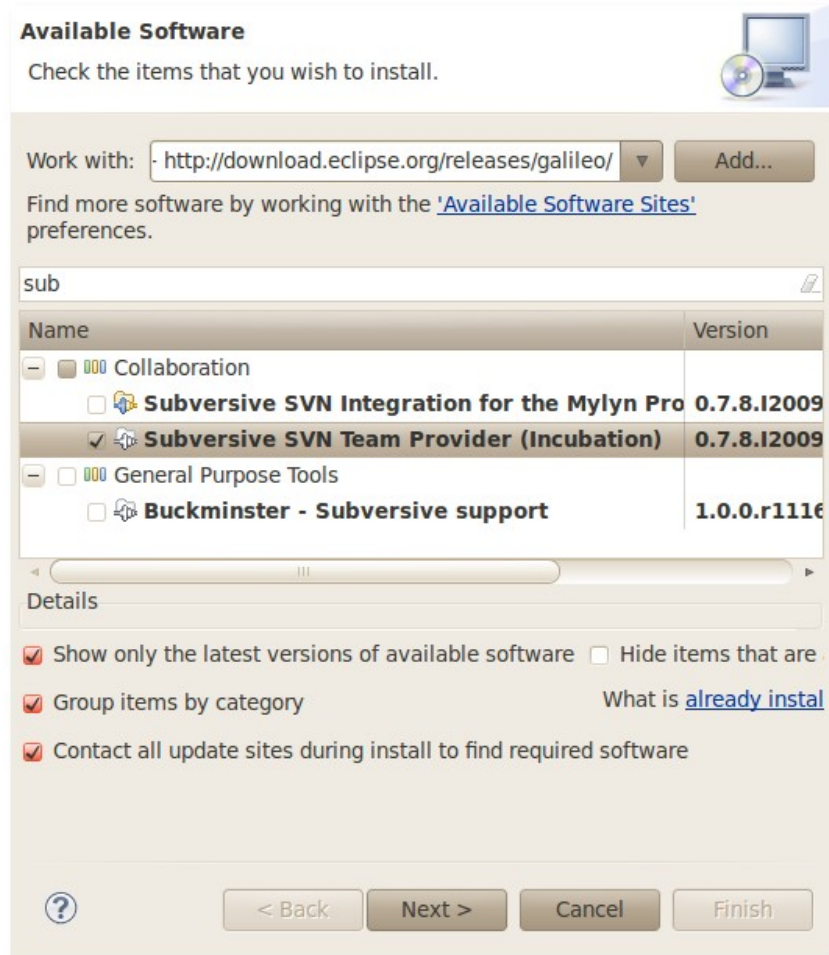 Available Software
Check the items that you wish to install.
Work with: - http://download.eclipse.org/releases/galileo/ Add...
Find more software by working with the 'Available Software Sites'
preferences.
sub
Name Version
Collaboration
Subversive SVN Integration for the Mylyn Pro 0.7.8.I2009
Subversive SVN Team Provider (Incubation) 0.7.8.I2009
General Purpose Tools
Buckminster - Subversive support 1.0.0.r1116
Details
Show only the latest versions of available software Hide items that are
Group items by category What is already instal
Contact all update sites during install to find required software
? < Back Next > Cancel Finish